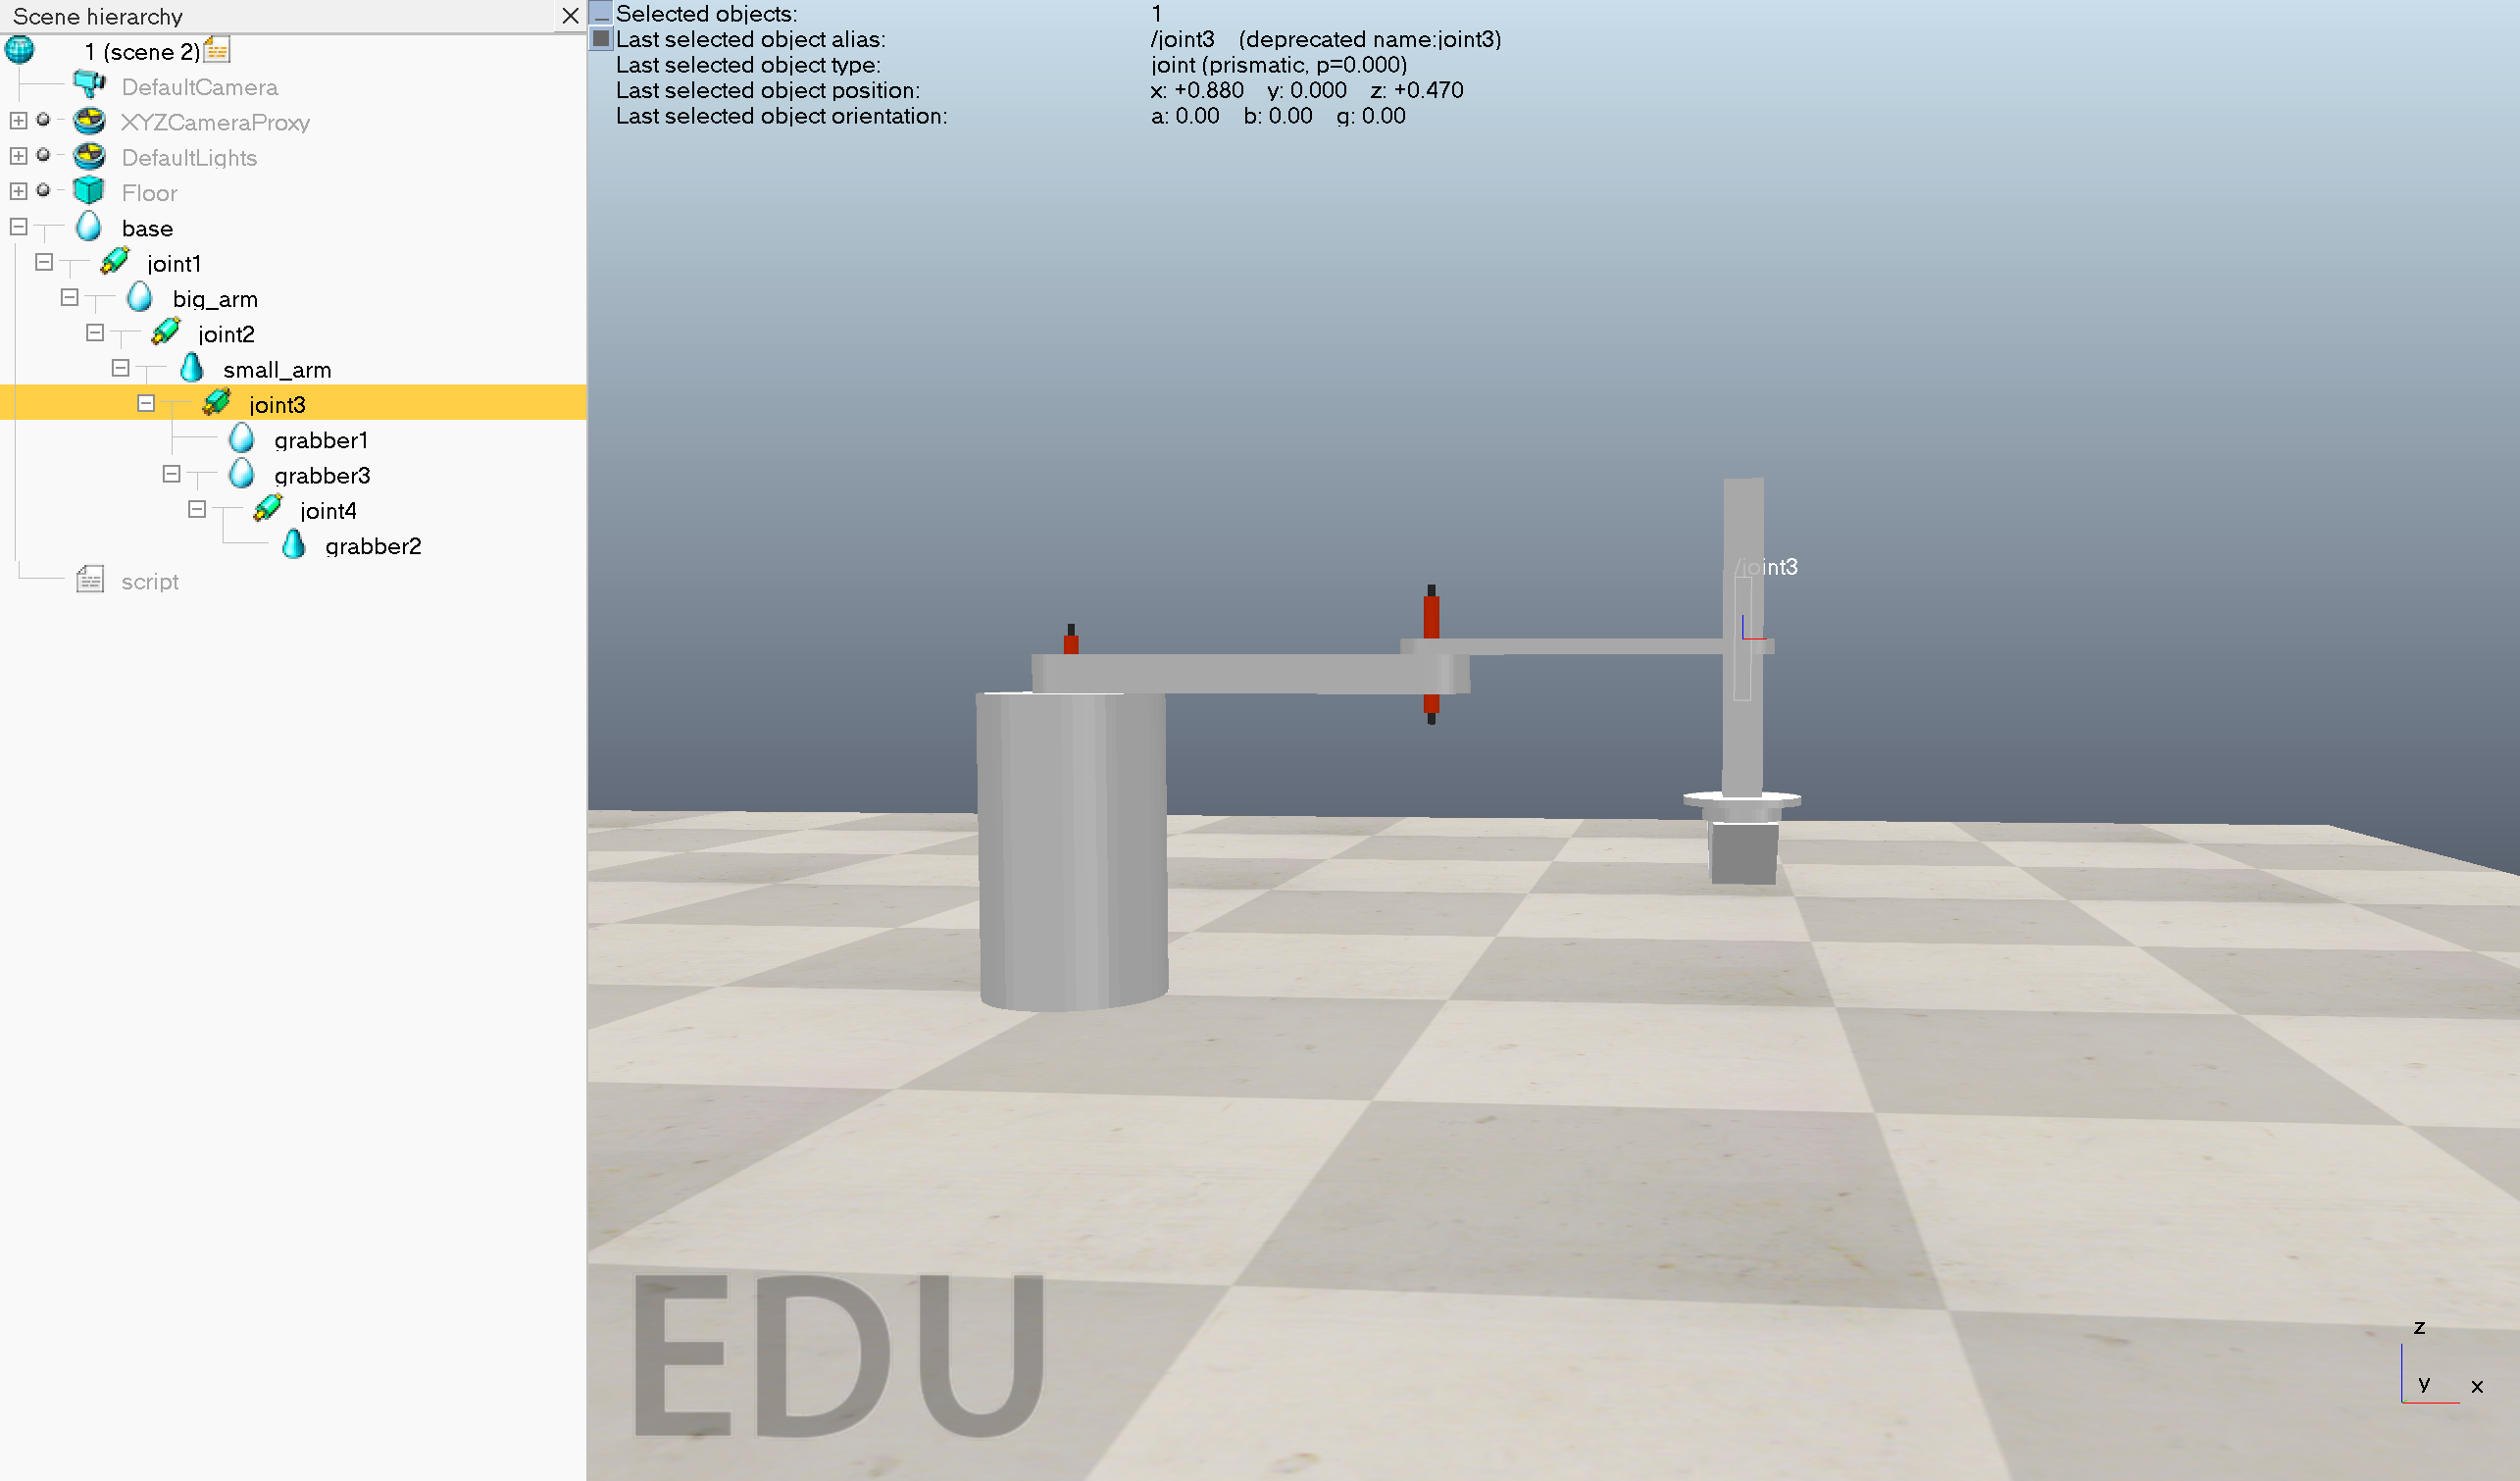 Scene hierarchy
1 (scene 2)
DefaultCamera
XYZCameraProxy
DefaultLights
Floor
base
joint1
big_arm
joint2
small_arm
joint3
grabber1
grabber3
joint4
grabber2
script
Selected objects: 1
Last selected object alias: /joint3 (deprecated name:joint3)
Last selected object type: joint (prismatic, p=0.000)
Last selected object position: x: +0.880 y: 0.000 z: +0.470
Last selected object orientation: a: 0.00 b: 0.00 g: 0.00
/joint3
EDU
z
y x